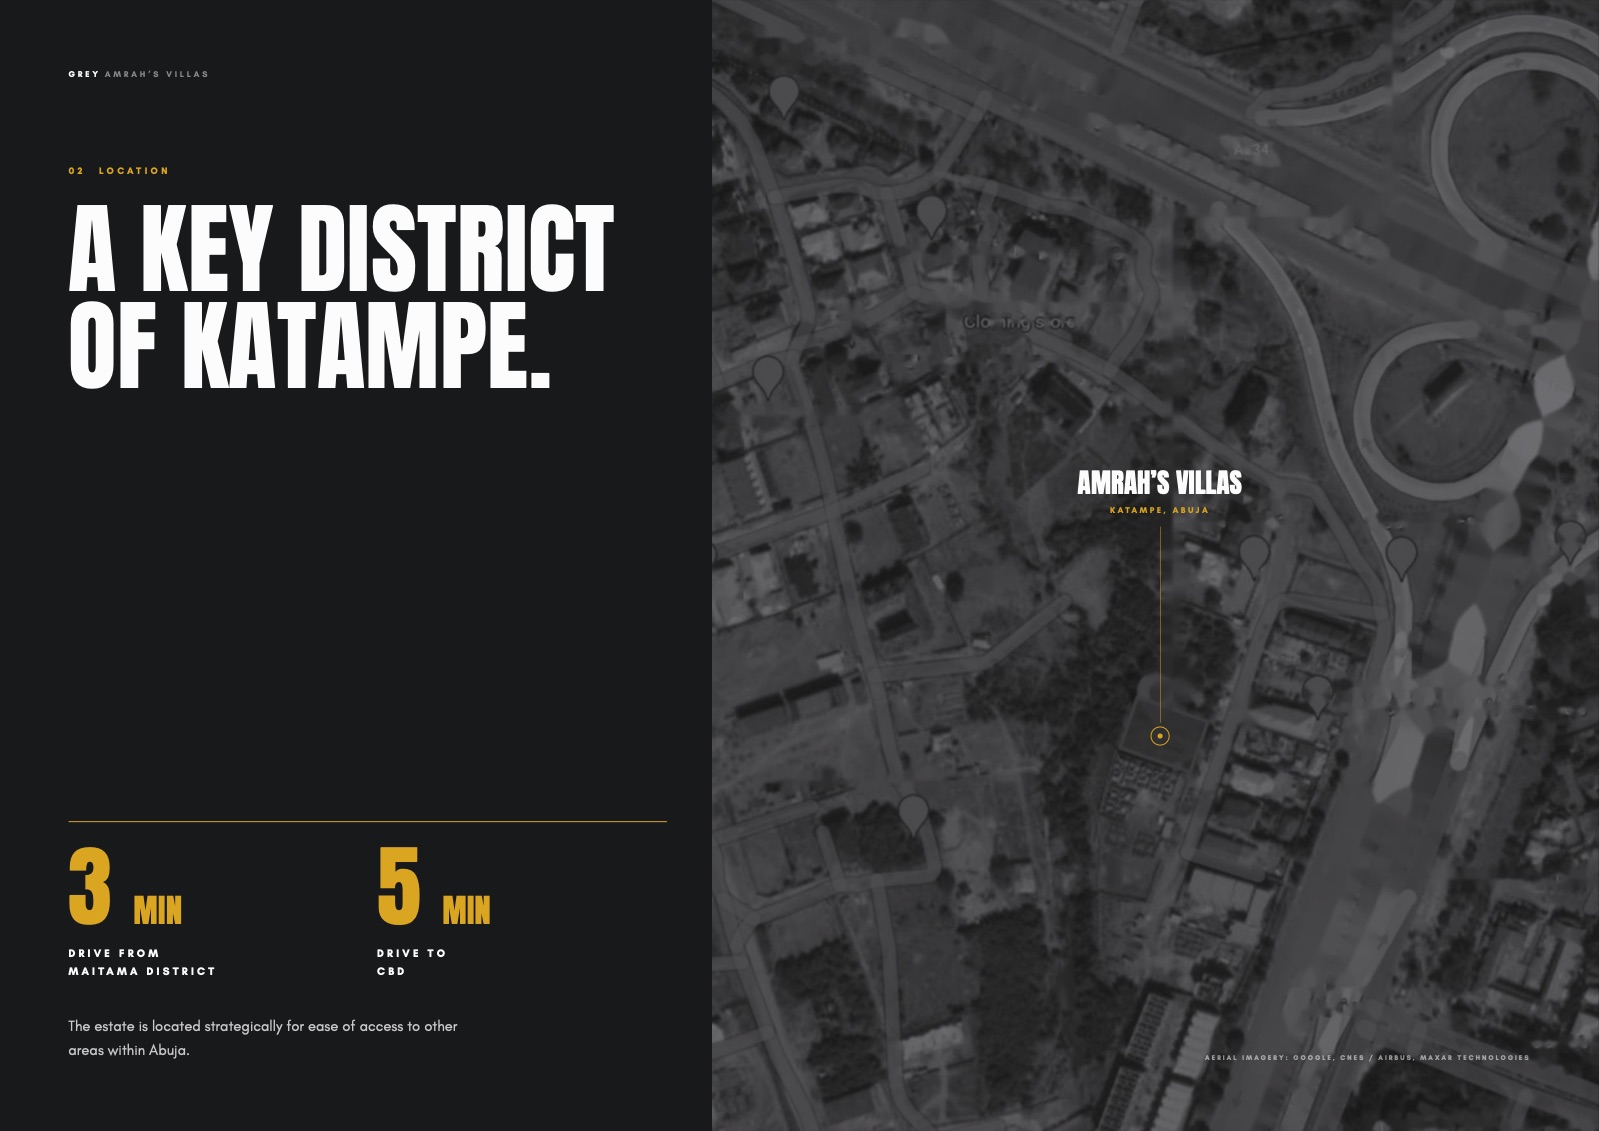 GREY AMRAH'S VILLAS
02 LOCATION
A KEY DISTRICT
OF KATAMPE.
3 MIN
DRIVE FROM
MAITAMA DISTRICT
5 MIN
DRIVE TO
CBD
The estate is located strategically for ease of access to other
areas within Abuja.
AMRAH'S VILLAS
KATAMPE, ABUJA
AERIAL IMAGERY: GOOGLE, CNES / AIRBUS, MAXAR TECHNOLOGIES